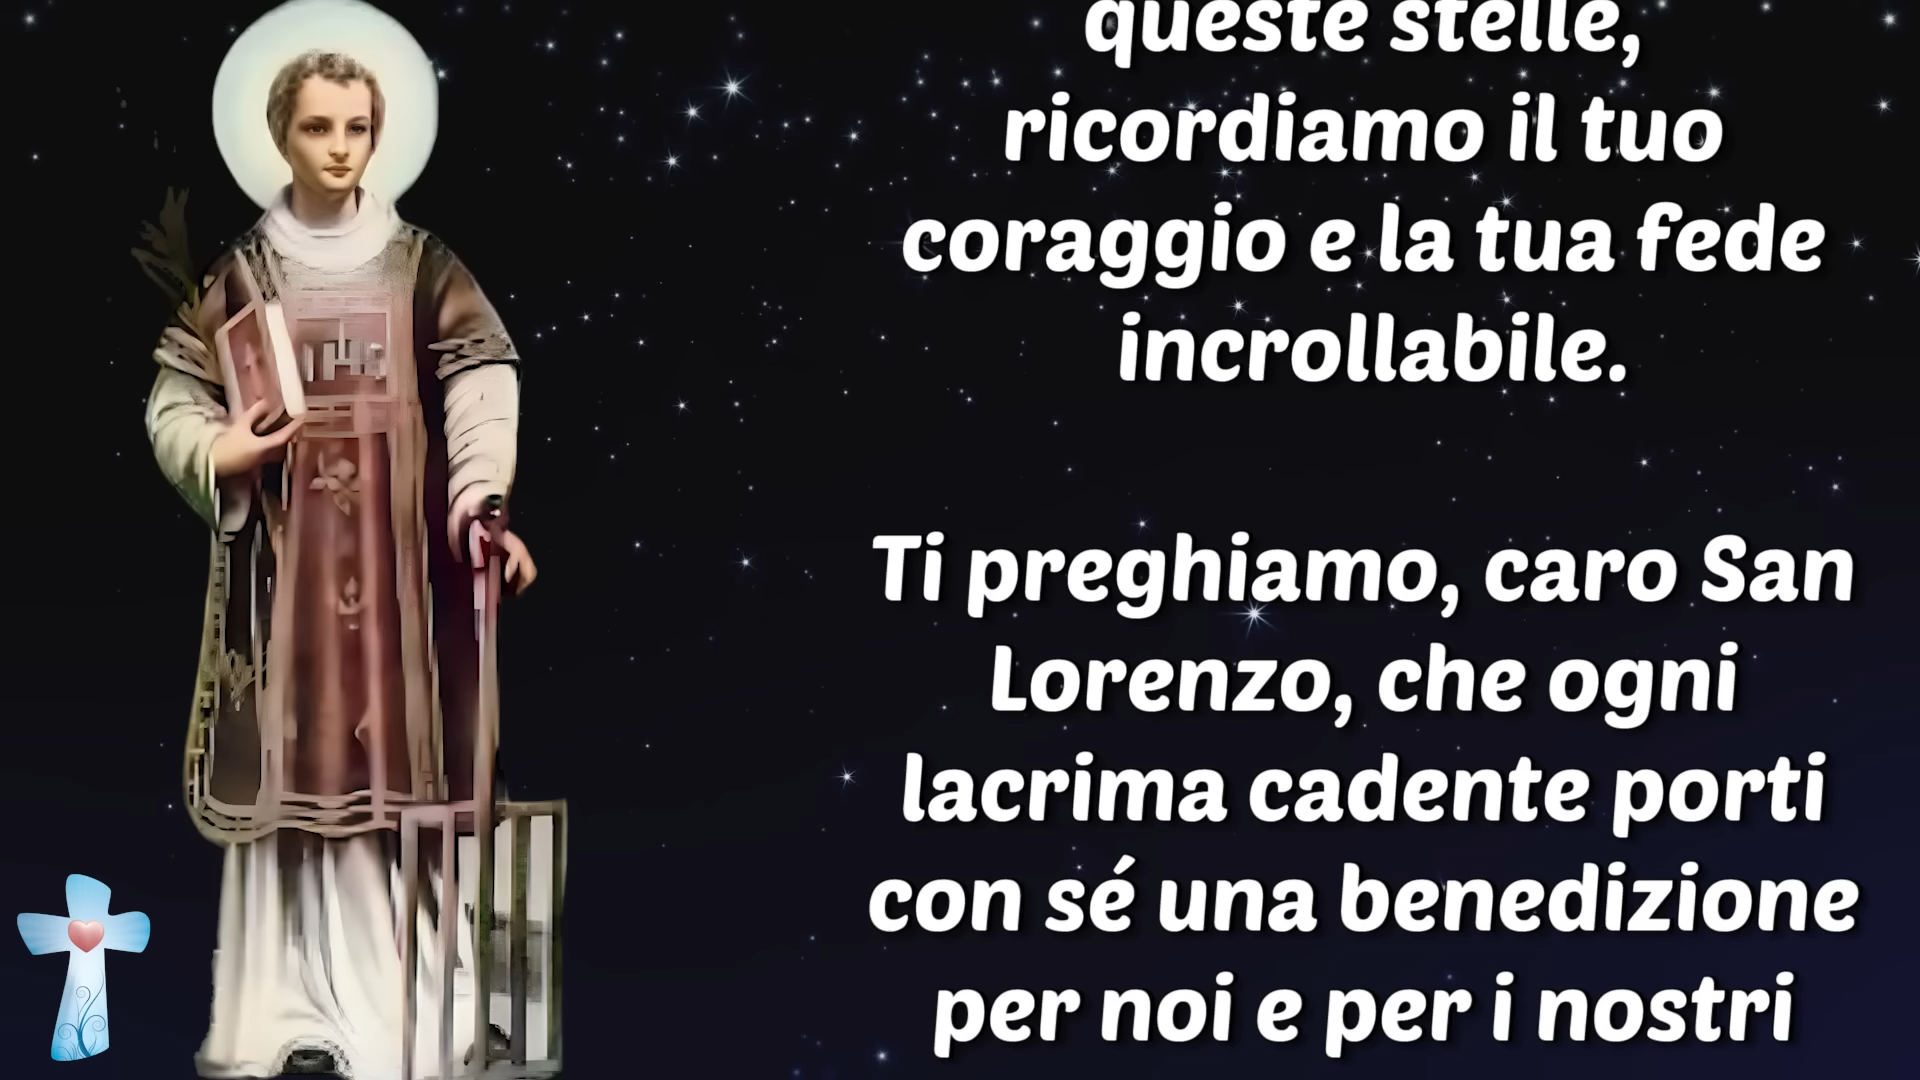 queste stelle,
ricordiamo il tuo
coraggio e la tua fede
incrollabile.
Ti preghiamo, caro San
Lorenzo, che ogni
lacrima cadente porti
con sé una benedizione
per noi e per i nostri